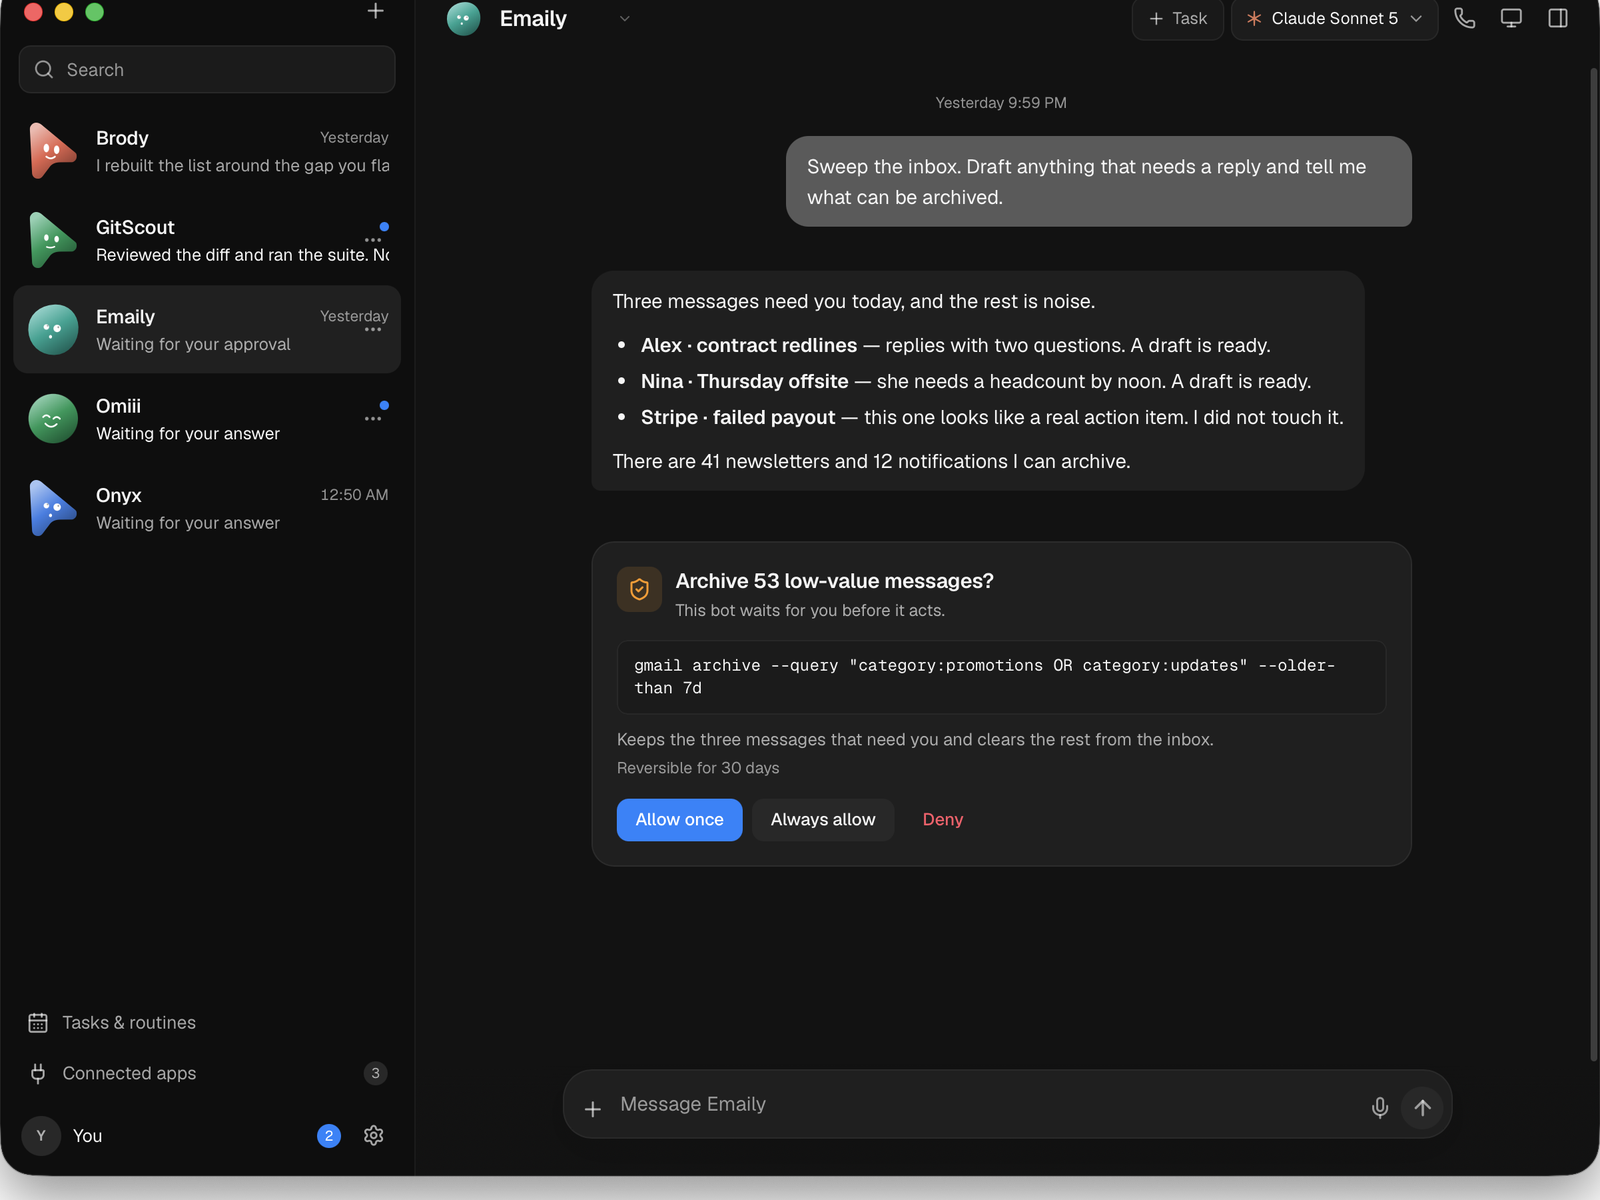 Search
Brody
Yesterday
I rebuilt the list around the gap you fla
GitScout
Reviewed the diff and ran the suite. No
Emaily
Yesterday
Waiting for your approval
Omiii
Waiting for your answer
Onyx
12:50 AM
Waiting for your answer
Tasks & routines
Connected apps
3
Y
You
2
Emaily
Task
Claude Sonnet 5
Yesterday 9:59 PM
Sweep the inbox. Draft anything that needs a reply and tell me
what can be archived.
Three messages need you today, and the rest is noise.
• Alex · contract redlines — replies with two questions. A draft is ready.
• Nina · Thursday offsite — she needs a headcount by noon. A draft is ready.
• Stripe · failed payout — this one looks like a real action item. I did not touch it.
There are 41 newsletters and 12 notifications I can archive.
Archive 53 low-value messages?
This bot waits for you before it acts.
gmail archive --query "category:promotions OR category:updates" --older-
than 7d
Keeps the three messages that need you and clears the rest from the inbox.
Reversible for 30 days
Allow once
Always allow
Deny
Message Emaily